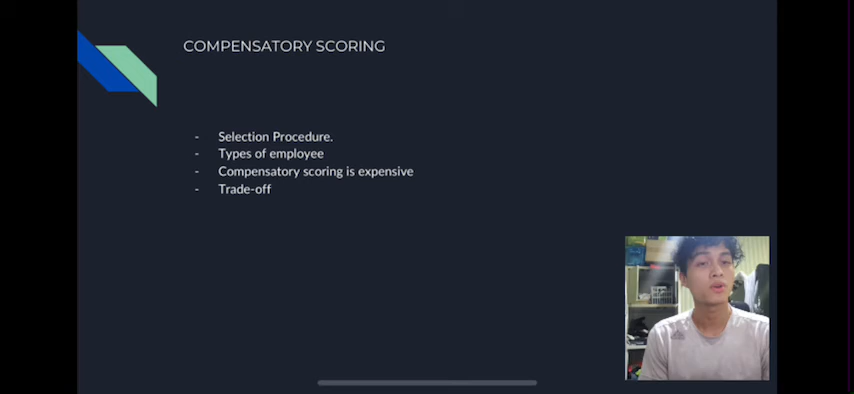 COMPENSATORY SCORING
- Selection Procedure.
- Types of employee
- Compensatory scoring is expensive
- Trade-off